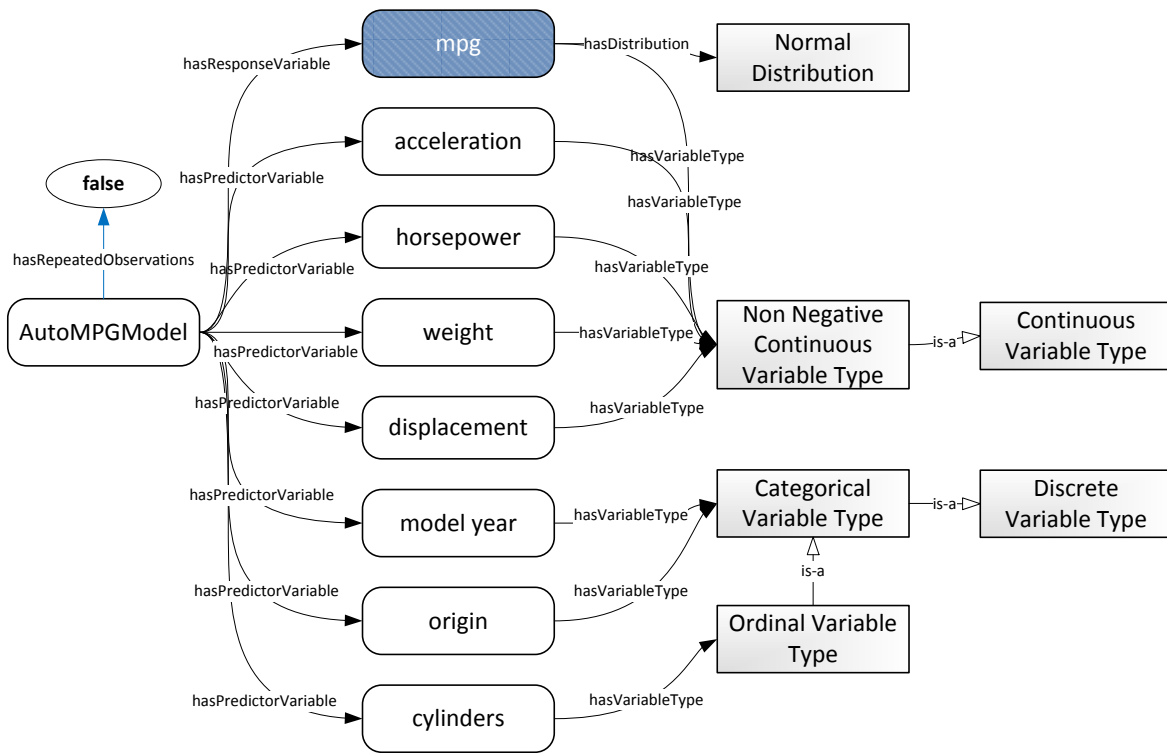 mpg
hasDistribution
Normal
Distribution
hasResponseVariable
acceleration
hasVariableType
hasPredictorVariable
false
hasVariableType
horsepower
hasRepeatedObservations
hasPredictorVariable
hasVariableType
AutoMPGModel
weight
hasVariableType
Non Negative
Continuous
Variable Type
is-a
Continuous
Variable Type
hasPredictorVariable
hasPredictorVariable
displacement
hasVariableType
hasPredictorVariable
model year
hasVariableType
Categorical
Variable Type
is-a
Discrete
Variable Type
is-a
hasPredictorVariable
origin
hasVariableType
Ordinal Variable
Type
hasPredictorVariable
cylinders
hasVariableType